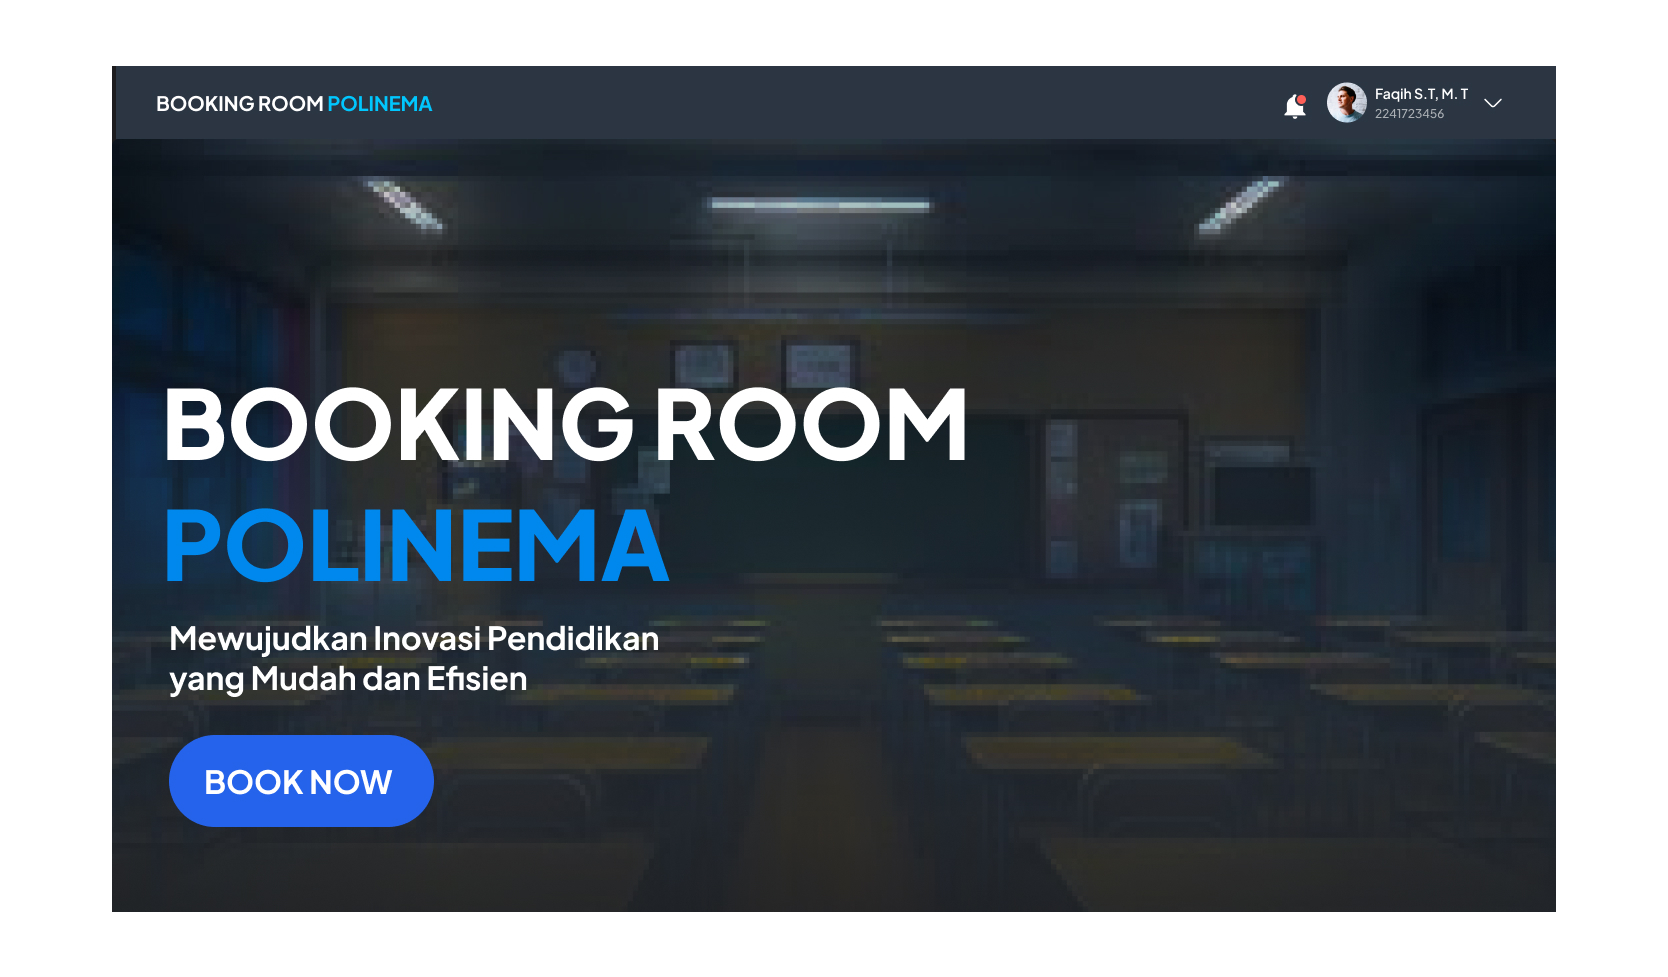 BOOKING ROOM POLINEMA
Faqih S.T, M. T
2241723456
BOOKING ROOM
POLINEMA
Mewujudkan Inovasi Pendidikan
yang Mudah dan Efisien
BOOK NOW